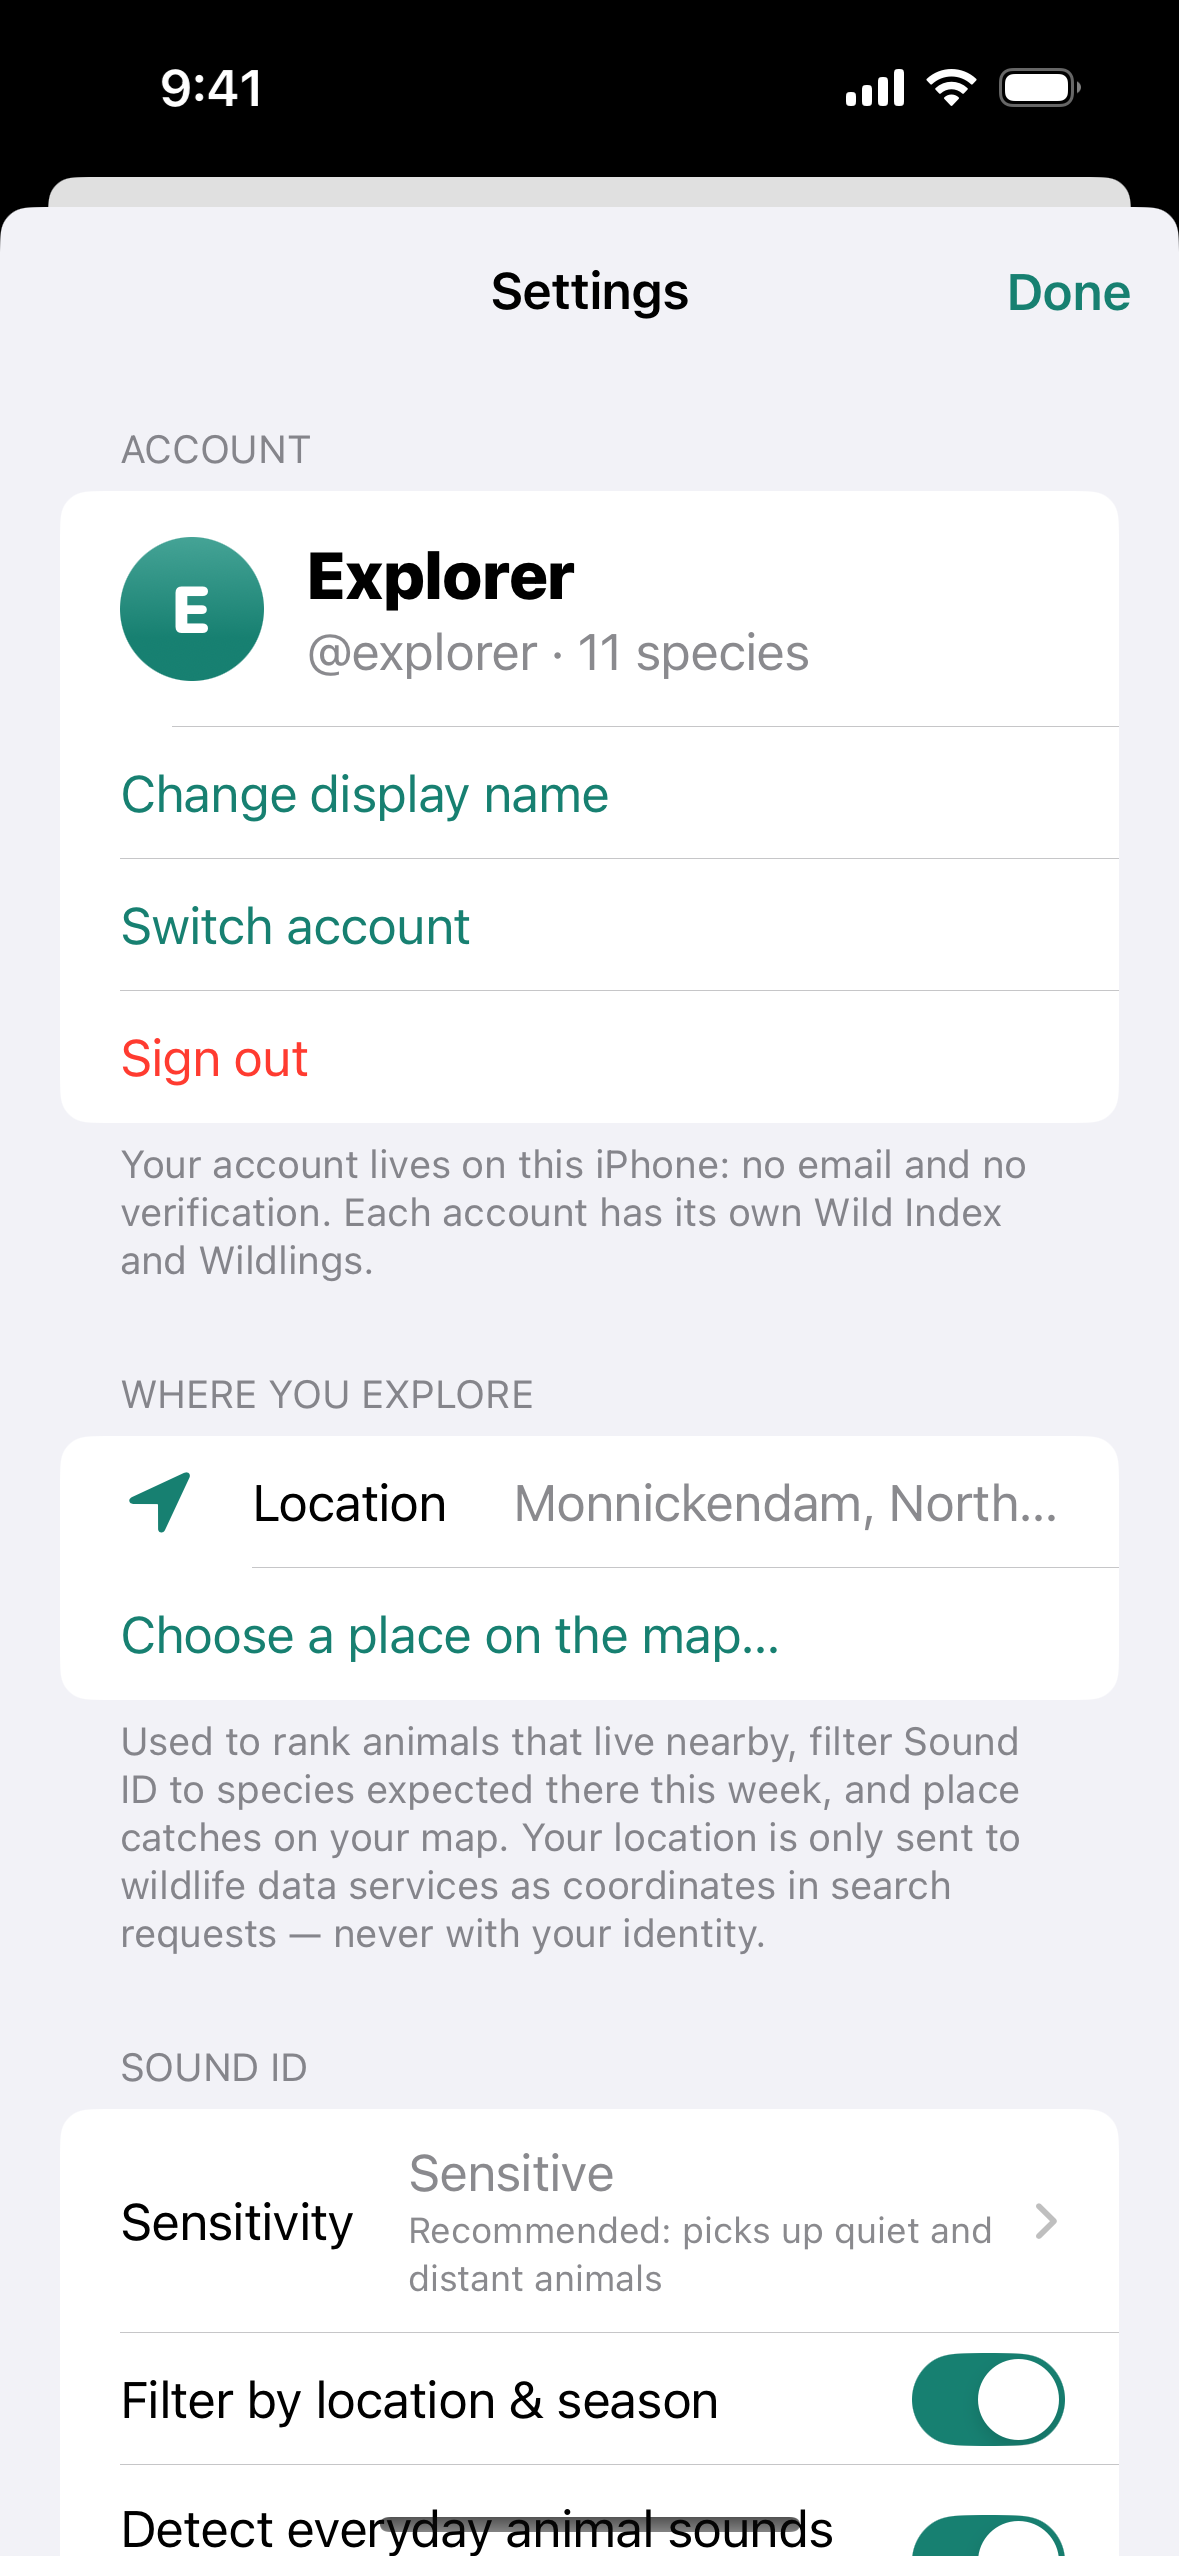 9:41
Settings
Done
ACCOUNT
E
Explorer
@explorer · 11 species
Change display name
Switch account
Sign out
Your account lives on this iPhone: no email and no
verification. Each account has its own Wild Index
and Wildlings.
WHERE YOU EXPLORE
Location
Monnickendam, North...
Choose a place on the map...
Used to rank animals that live nearby, filter Sound
ID to species expected there this week, and place
catches on your map. Your location is only sent to
wildlife data services as coordinates in search
requests — never with your identity.
SOUND ID
Sensitivity
Sensitive
Recommended: picks up quiet and
distant animals
Filter by location & season
Detect everyday animal sounds